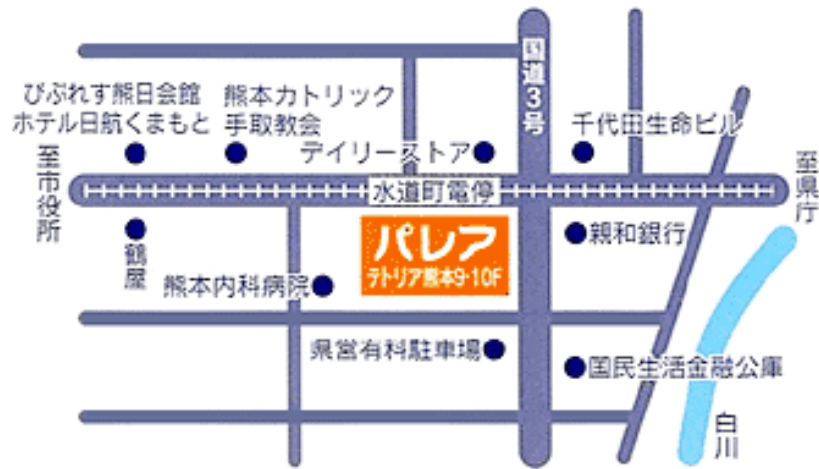 国道3号
びぷれす熊日会館
ホテル日航くまもと
熊本カトリック
手取教会
デイリーストア
千代田生命ビル
至市役所
至県庁
水道町電停
鶴屋
パレア
テトリア熊本9・10F
親和銀行
熊本内科病院
県営有料駐車場
国民生活金融公庫
白川